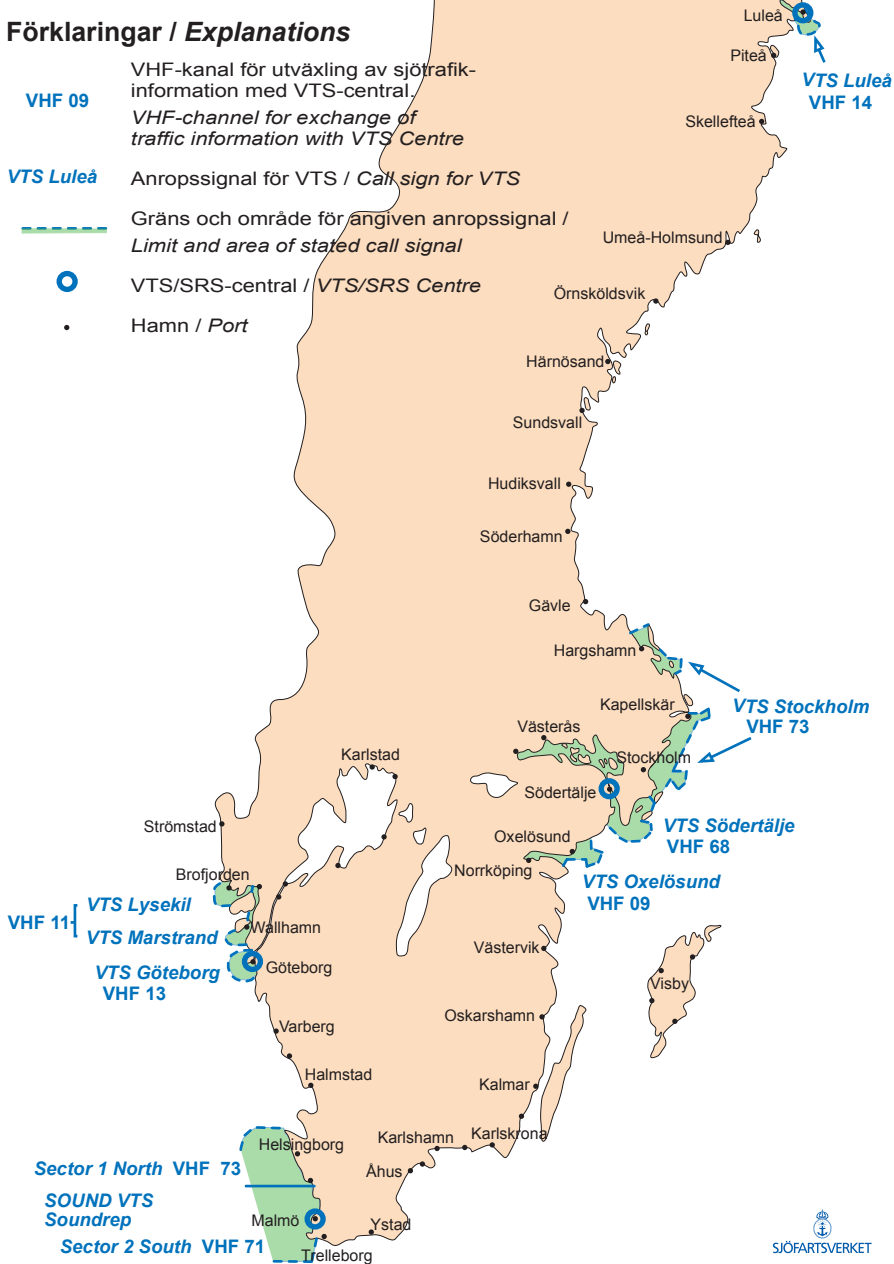 Förklaringar / Explanations
VHF 09
VHF-kanal för utväxling av sjötrafik-
information med VTS-central.
VHF-channel for exchange of
traffic information with VTS Centre
VTS Luleå
Anropssignal för VTS / Call sign for VTS
Gräns och område för angiven anropssignal /
Limit and area of stated call signal
VTS/SRS-central / VTS/SRS Centre
Hamn / Port
Luleå
Piteå
VTS Luleå
VHF 14
Skellefteå
Umeå-Holmsund
Örnsköldsvik
Härnösand
Sundsvall
Hudiksvall
Söderhamn
Gävle
Hargshamn
Kapellskär
VTS Stockholm
VHF 73
Västerås
Stockholm
Karlstad
Södertälje
Strömstad
VTS Södertälje
VHF 68
Oxelösund
Norrköping
Brofjorden
VTS Oxelösund
VHF 09
VHF 11
VTS Lysekil
VTS Marstrand
Wallhamn
VTS Göteborg
VHF 13
Göteborg
Västervik
Visby
Oskarshamn
Varberg
Halmstad
Kalmar
Helsingborg
Karlshamn
Karlskrona
Sector 1 North VHF 73
Åhus
SOUND VTS
Soundrep
Malmö
Ystad
Sector 2 South VHF 71
Trelleborg
SJÖFARTSVERKET